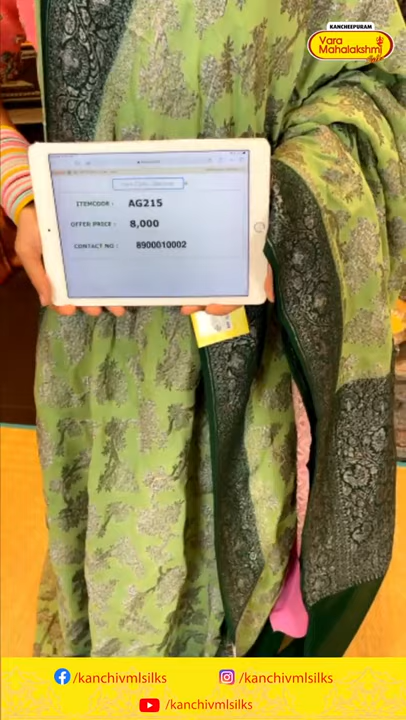 KANCHEEPURAM
Vara
Mahalakshmi
ITEMCODE : AG215
OFFER PRICE : 8,000
CONTACT NO : 8900010002
/kanchivmlsilks
/kanchivmlsilks
/kanchivmlsilks